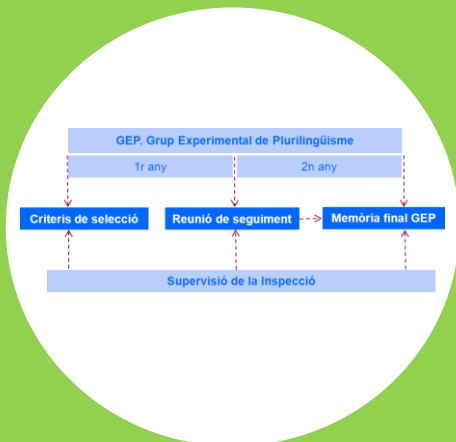 GEP. Grup Experimental de Plurilingüisme
1r any
2n any
Criteris de selecció
Reunió de seguiment
Memòria final GEP
Supervisió de la Inspecció